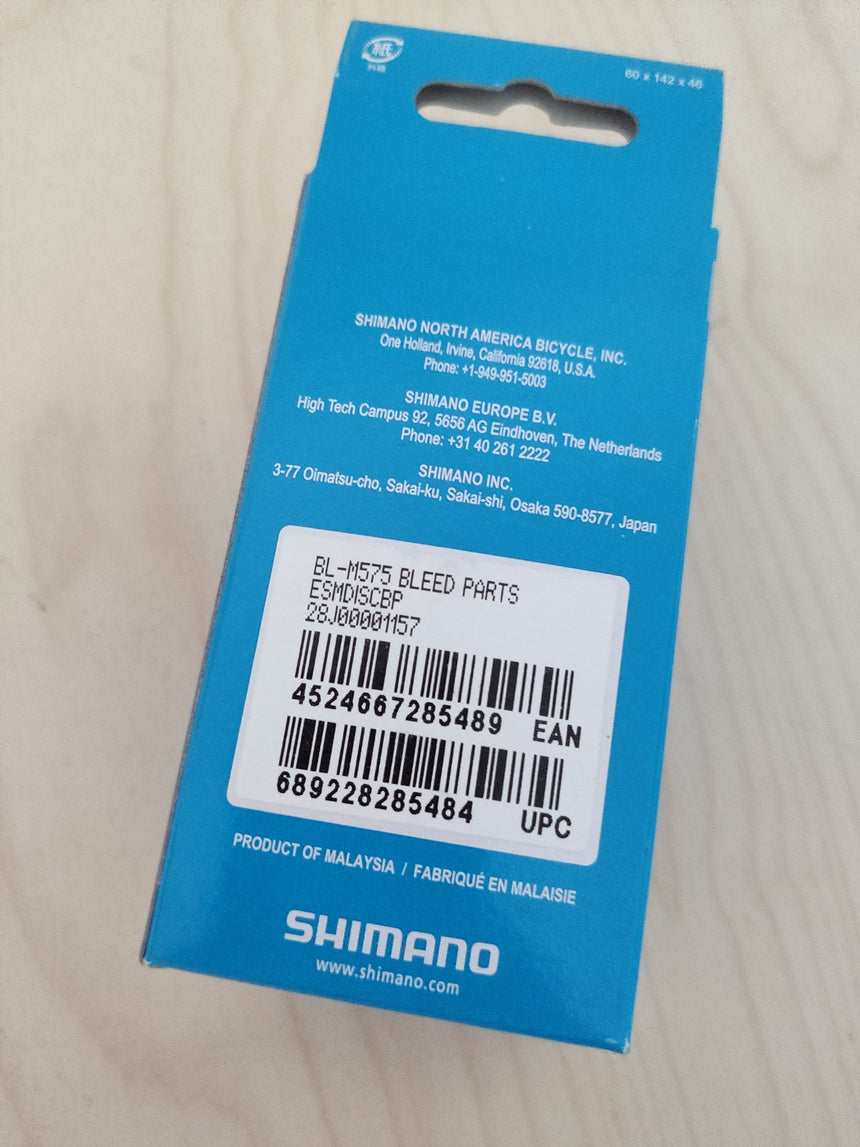 紙
外箱
60 x 142 x 46
SHIMANO NORTH AMERICA BICYCLE, INC.
One Holland, Irvine, California 92618, U.S.A.
Phone: +1-949-951-5003
SHIMANO EUROPE B.V.
High Tech Campus 92, 5656 AG Eindhoven, The Netherlands
Phone: +31 40 261 2222
SHIMANO INC.
3-77 Oimatsu-cho, Sakai-ku, Sakai-shi, Osaka 590-8577, Japan
BL-M575 BLEED PARTS
ESMDISCBP
28J00001157
4524667285489 EAN
689228285484 UPC
PRODUCT OF MALAYSIA / FABRIQUÉ EN MALAISIE
SHIMANO
www.shimano.com